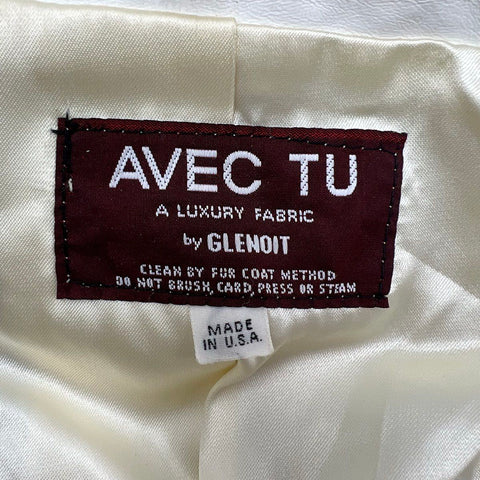 AVEC TU
A LUXURY FABRIC
by GLENOIT
CLEAN BY FUR COAT METHOD
DO NOT BRUSH, CARD, PRESS OR STEAM
MADE
IN U.S.A.